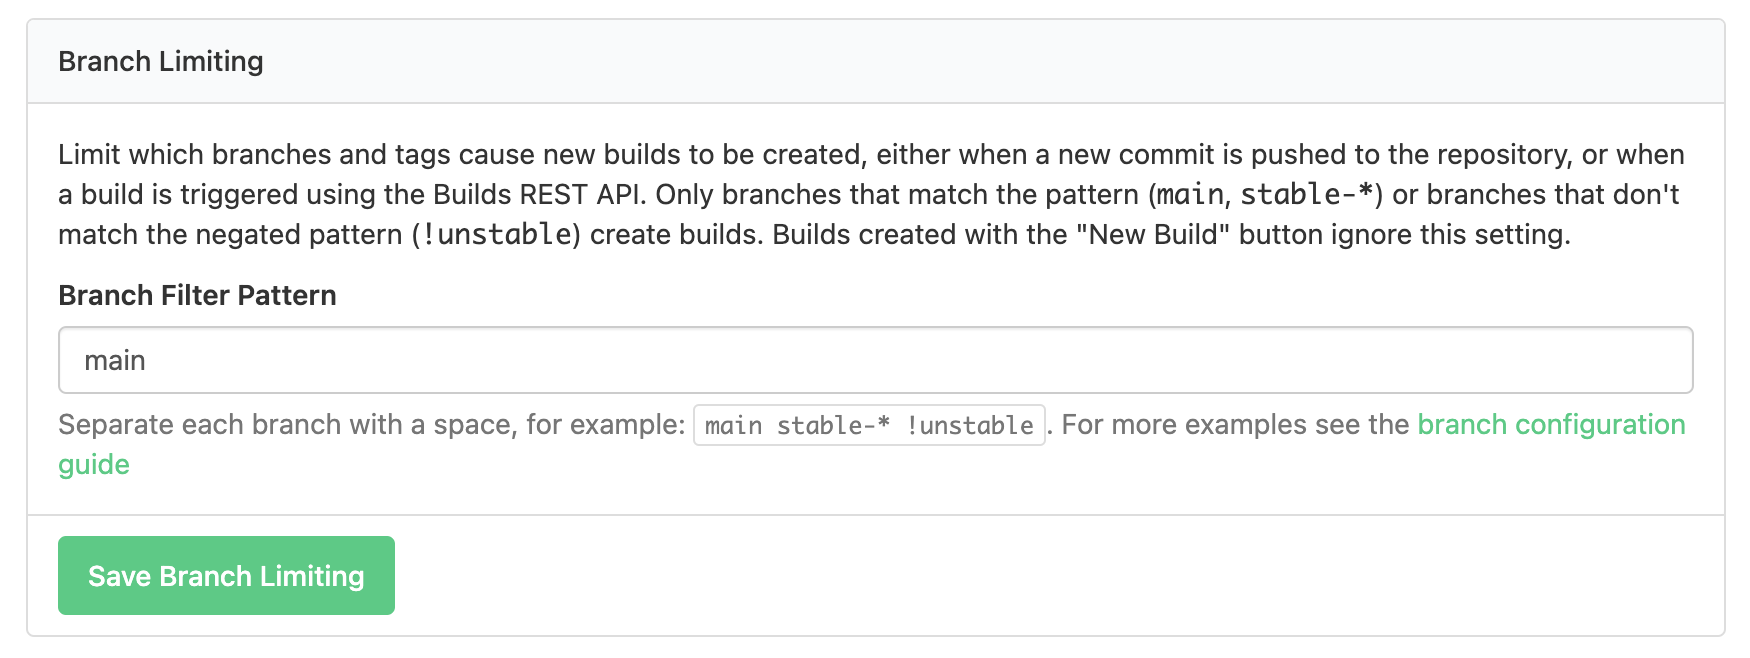 Branch Limiting
Limit which branches and tags cause new builds to be created, either when a new commit is pushed to the repository, or when
a build is triggered using the Builds REST API. Only branches that match the pattern (main, stable-*) or branches that don't
match the negated pattern (!unstable) create builds. Builds created with the "New Build" button ignore this setting.
Branch Filter Pattern
main
Separate each branch with a space, for example: main stable-* !unstable. For more examples see the branch configuration
guide
Save Branch Limiting